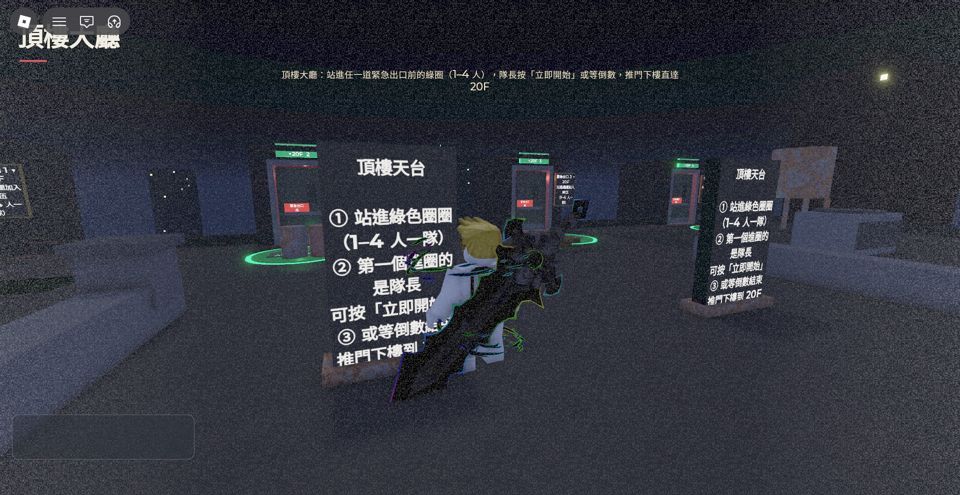 頂樓大廳
頂樓大廳：站進任一道緊急出口前的綠圈（1–4 人），隊長按「立即開始」或等倒數，推門下樓直達
20F
頂樓天台
① 站進綠色圈圈
（1–4 人一隊）
② 第一個進圈的
是隊長
可按「立即開
③ 或等倒數
推門下樓到
頂樓天台
① 站進綠色圈圈
（1–4 人一隊）
② 第一個進圈的
是隊長
可按「立即開始」
③ 或等倒數結束
推門下樓到 20F